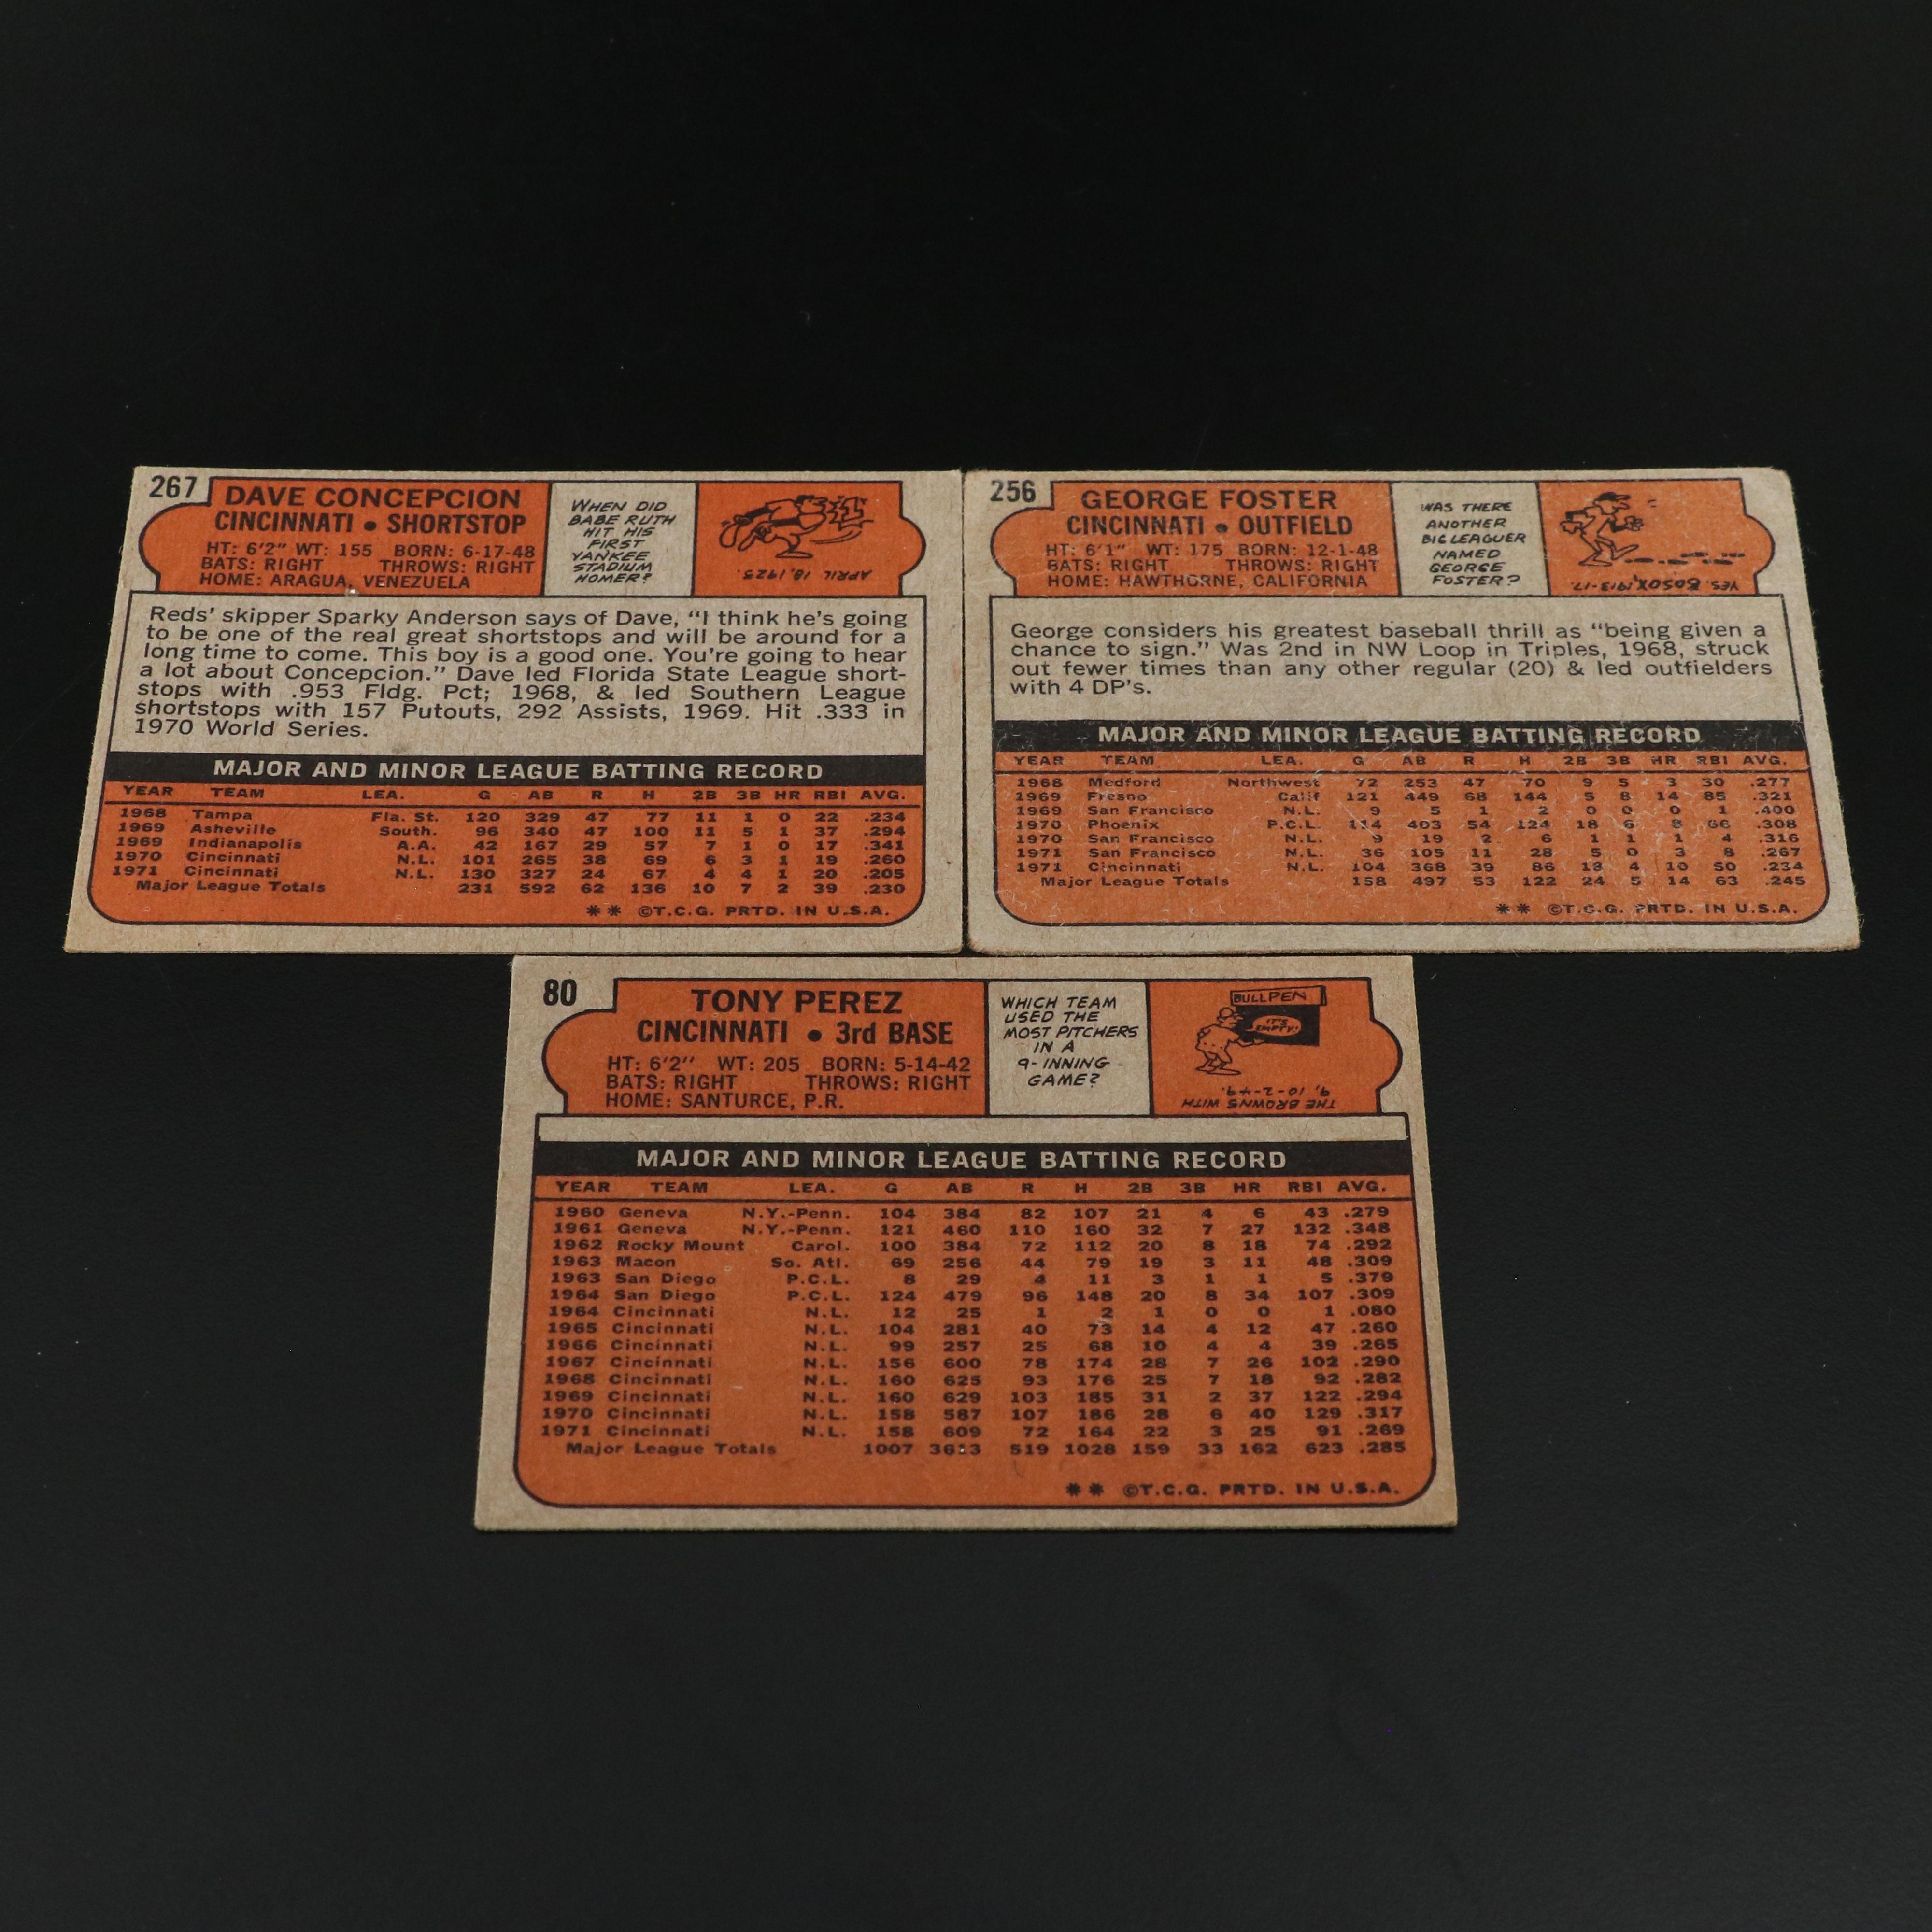 267
DAVE CONCEPCION
CINCINNATI • SHORTSTOP
HT: 6'2" WT: 155 BORN: 6-17-48
BATS: RIGHT THROWS: RIGHT
HOME: ARAGUA, VENEZUELA
WHEN DID
BABE RUTH
HIT HIS
FIRST
YANKEE
STADIUM
HOMER?
APRIL 18, 1925.
Reds' skipper Sparky Anderson says of Dave, "I think he's going
to be one of the real great shortstops and will be around for a
long time to come. This boy is a good one. You're going to hear
a lot about Concepcion." Dave led Florida State League short-
stops with .953 Fldg. Pct; 1968, & led Southern League
shortstops with 157 Putouts, 292 Assists, 1969. Hit .333 in
1970 World Series.
MAJOR AND MINOR LEAGUE BATTING RECORD
YEAR TEAM LEA. G AB R H 2B 3B HR RBI AVG.
1968 Tampa Fla. St. 120 329 47 77 11 1 0 22 .234
1969 Asheville South. 96 340 47 100 11 5 1 37 .294
1969 Indianapolis A.A. 42 167 29 57 7 1 0 17 .341
1970 Cincinnati N.L. 101 265 38 69 6 3 1 19 .260
1971 Cincinnati N.L. 130 327 24 67 4 4 1 20 .205
Major League Totals 231 592 62 136 10 7 2 39 .230
** ©T.C.G. PRTD. IN U.S.A.
256
GEORGE FOSTER
CINCINNATI • OUTFIELD
HT: 6'1" WT: 175 BORN: 12-1-48
BATS: RIGHT THROWS: RIGHT
HOME: HAWTHORNE, CALIFORNIA
WAS THERE
ANOTHER
BIG LEAGUER
NAMED
GEORGE
FOSTER?
YES. BOSOX, 1913-17.
George considers his greatest baseball thrill as "being given a
chance to sign." Was 2nd in NW Loop in Triples, 1968, struck
out fewer times than any other regular (20) & led outfielders
with 4 DP's.
MAJOR AND MINOR LEAGUE BATTING RECORD
YEAR TEAM LEA. G AB R H 2B 3B HR RBI AVG.
1968 Medford Northwest 72 253 47 70 9 5 3 30 .277
1969 Fresno Calif 121 449 68 144 5 8 14 85 .321
1969 San Francisco N.L. 9 5 1 2 0 0 0 1 .400
1970 Phoenix P.C.L. 114 403 54 124 18 6 66 .308
1970 San Francisco N.L. 9 19 2 6 1 1 1 4 .316
1971 San Francisco N.L. 36 105 11 28 5 0 3 8 .267
1971 Cincinnati N.L. 104 368 39 86 18 4 10 50 .234
Major League Totals 158 497 53 122 24 5 14 63 .245
** ©T.C.G. PRTD. IN U.S.A.
80
TONY PEREZ
CINCINNATI • 3rd BASE
HT: 6'2" WT: 205 BORN: 5-14-42
BATS: RIGHT THROWS: RIGHT
HOME: SANTURCE, P.R.
WHICH TEAM
USED THE
MOST PITCHERS
IN A
9-INNING
GAME?
BULLPEN
IT'S
EMPTY!
THE BROWNS WITH
9, 10-2-49.
MAJOR AND MINOR LEAGUE BATTING RECORD
YEAR TEAM LEA. G AB R H 2B 3B HR RBI AVG.
1960 Geneva N.Y.-Penn. 104 384 82 107 21 4 6 43 .279
1961 Geneva N.Y.-Penn. 121 460 110 160 32 7 27 132 .348
1962 Rocky Mount Carol. 100 384 72 112 20 8 18 74 .292
1963 Macon So. Atl. 69 256 44 79 19 3 11 48 .309
1963 San Diego P.C.L. 8 29 4 11 3 1 1 5 .379
1964 San Diego P.C.L. 124 479 96 148 20 8 34 107 .309
1964 Cincinnati N.L. 12 25 1 2 1 0 0 1 .080
1965 Cincinnati N.L. 104 281 40 73 14 4 12 47 .260
1966 Cincinnati N.L. 99 257 25 68 10 4 4 39 .265
1967 Cincinnati N.L. 156 600 78 174 28 7 26 102 .290
1968 Cincinnati N.L. 160 625 93 176 25 7 18 92 .282
1969 Cincinnati N.L. 160 629 103 185 31 2 37 122 .294
1970 Cincinnati N.L. 158 587 107 186 28 6 40 129 .317
1971 Cincinnati N.L. 158 609 72 164 22 3 25 91 .269
Major League Totals 1007 3613 519 1028 159 33 162 623 .285
** ©T.C.G. PRTD. IN U.S.A.